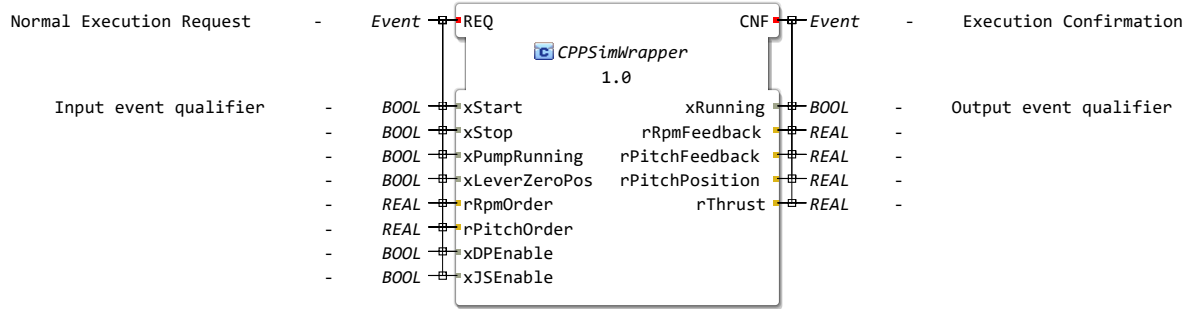 Normal Execution Request - Event REQ CNF Event - Execution Confirmation
C CPPSimWrapper
1.0
Input event qualifier - BOOL xStart xRunning BOOL - Output event qualifier
- BOOL xStop rRpmFeedback REAL -
- BOOL xPumpRunning rPitchFeedback REAL -
- BOOL xLeverZeroPos rPitchPosition REAL -
- REAL rRpmOrder rThrust REAL -
- REAL rPitchOrder
- BOOL xDPEnable
- BOOL xJSEnable